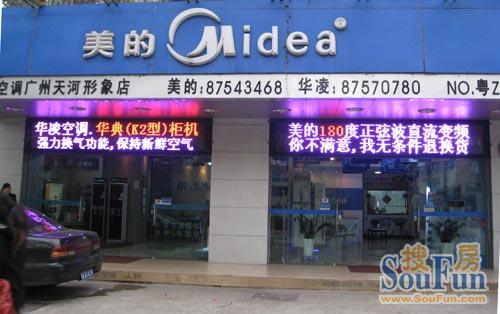 美的 Midea®
空调广州天河形象店 美的:87543468 华凌:87570780 NO.粤Z
华凌空调.华典(K2型)柜机
强力换气功能,保持新鲜空气
美的180度正弦波直流变频
你不满意,我无条件退换货
Midea
搜房
SouFun
www.SouFun.com